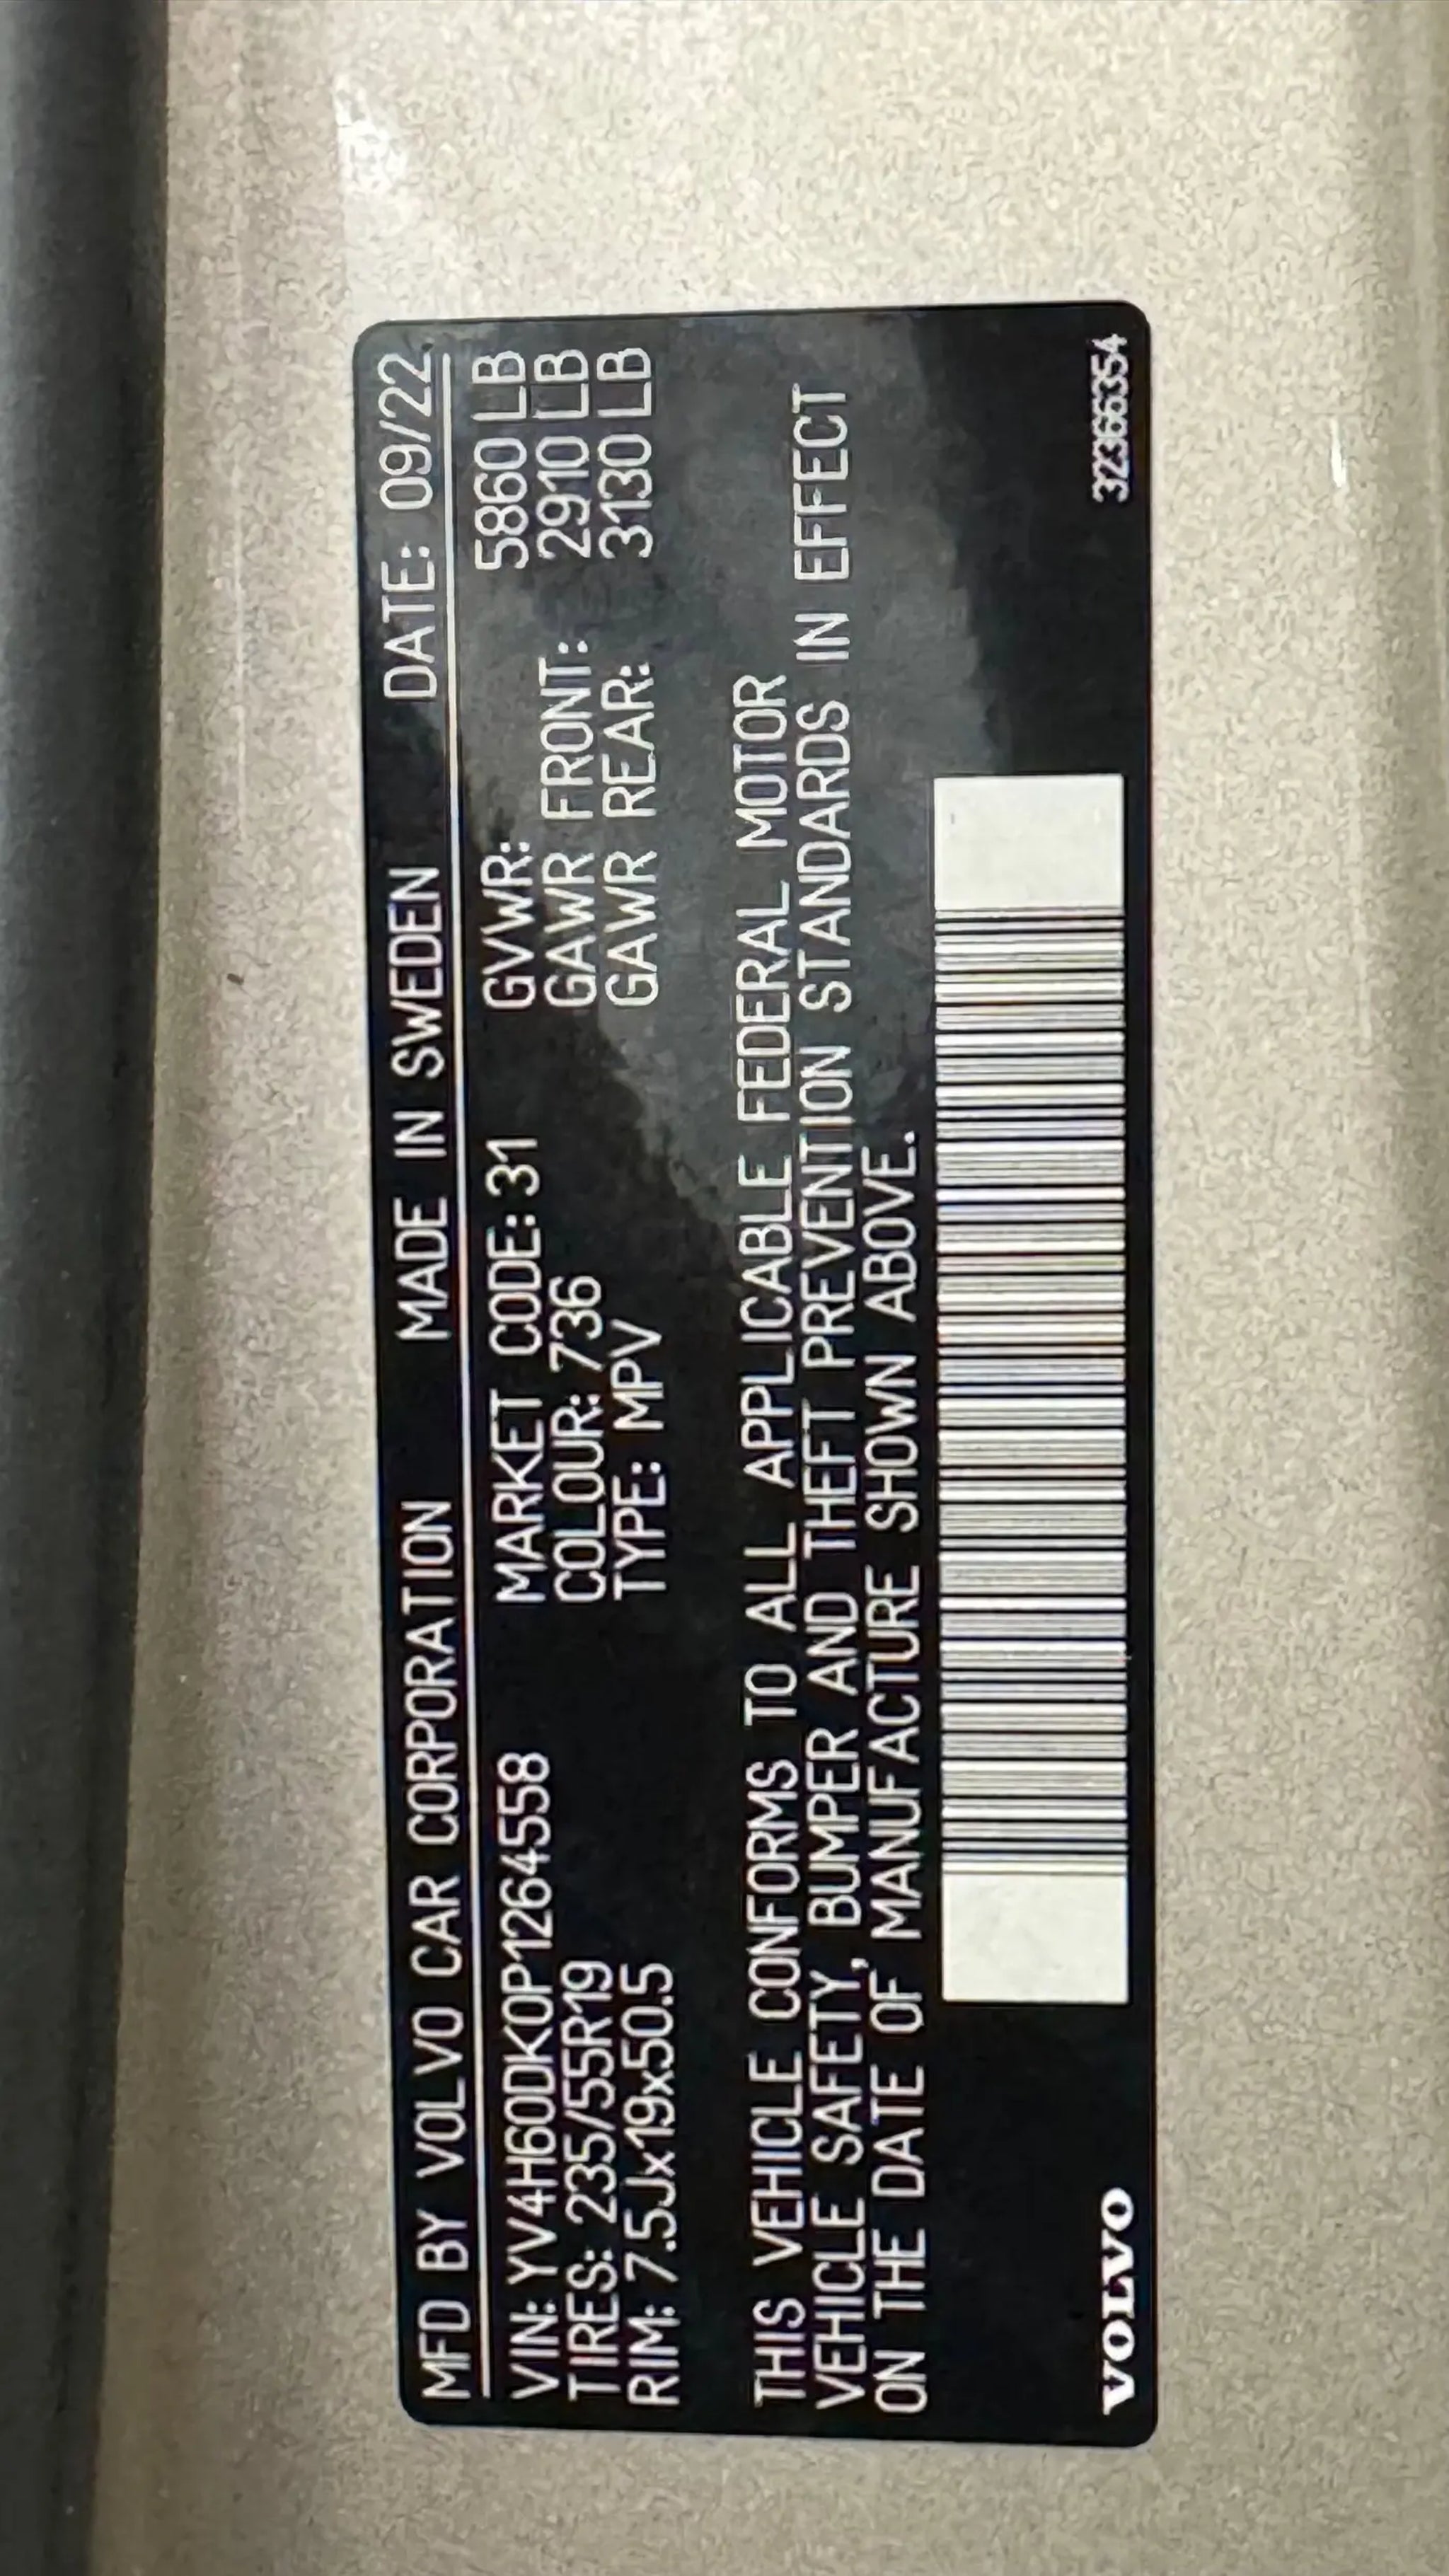 MFD BY VOLVO CAR CORPORATION MADE IN SWEDEN DATE: 09/22
VIN: YV4H60DK0P1264558 MARKET CODE: 31 GVWR: 5860 LB
TIRES: 235/55R19 COLOUR: 736 GAWR FRONT: 2910 LB
RIM: 7.5Jx19x50.5 TYPE: MPV GAWR REAR: 3130 LB
THIS VEHICLE CONFORMS TO ALL APPLICABLE FEDERAL MOTOR
VEHICLE SAFETY, BUMPER AND THEFT PREVENTION STANDARDS IN EFFECT
ON THE DATE OF MANUFACTURE SHOWN ABOVE.
VOLVO 32366354